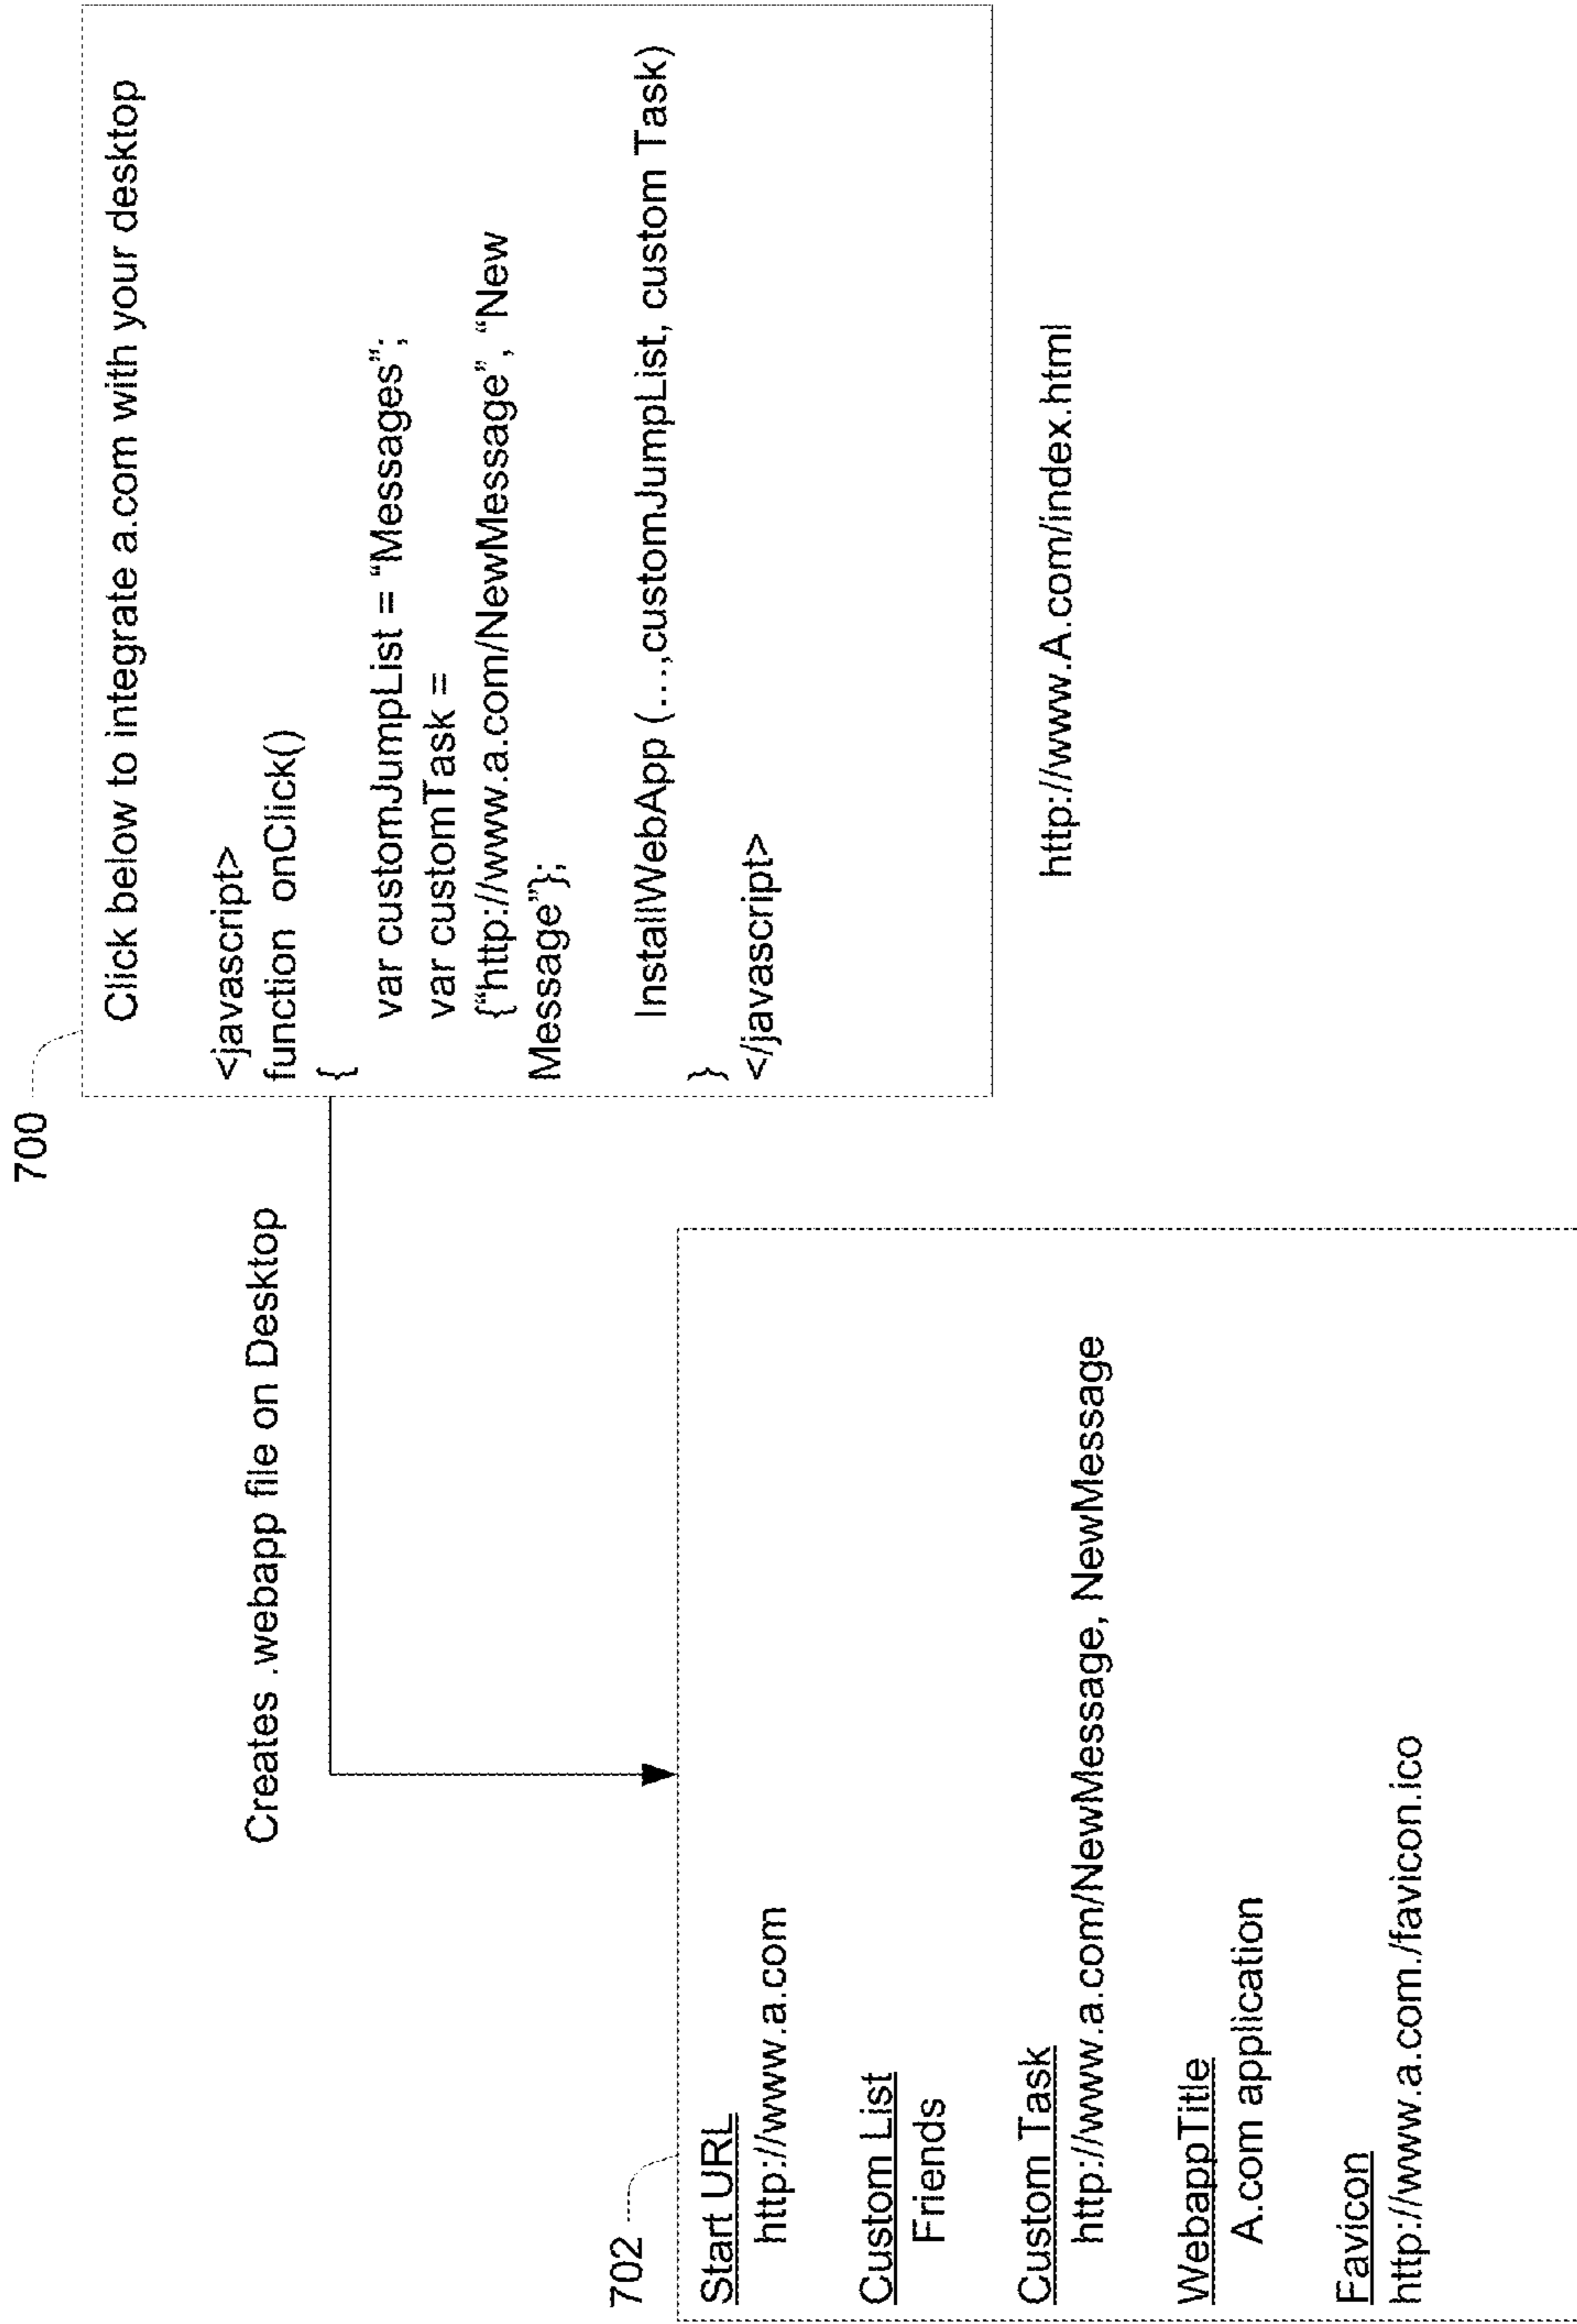 700
Click below to integrate a.com with your desktop
<javascript>
function onClick()
{
var customJumpList = “Messages”;
var customTask =
{“http://www.a.com/NewMessage”, “New
Message”};
InstallWebApp (…,customJumpList, custom Task)
}
</javascript>
http://www.A.com/index.html
Creates .webapp file on Desktop
702
Start URL
http://www.a.com
Custom List
Friends
Custom Task
http://www.a.com/NewMessage, NewMessage
WebappTitle
A.com application
Favicon
http://www.a.com./favicon.ico